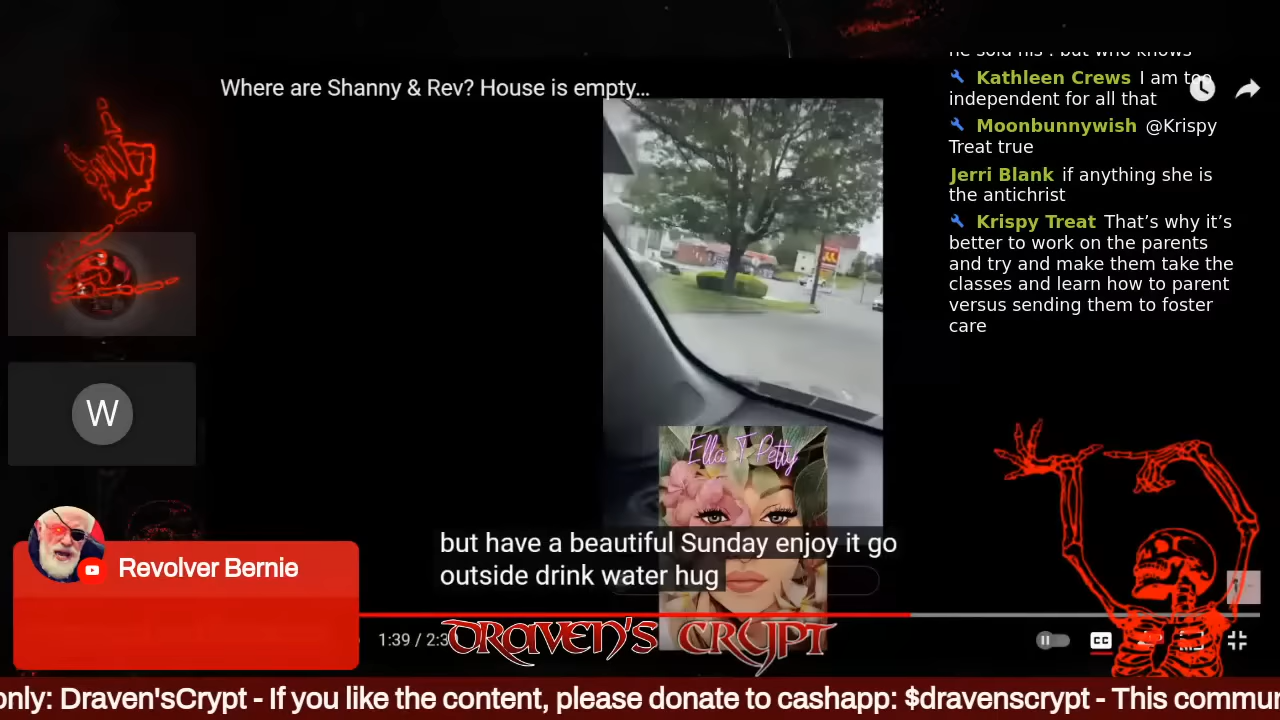 he sold his . but who knows
Where are Shanny & Rev? House is empty...
Kathleen Crews I am too
independent for all that
Moonbunnywish @Krispy
Treat true
Jerri Blank if anything she is
the antichrist
Krispy Treat That's why it's
better to work on the parents
and try and make them take the
classes and learn how to parent
versus sending them to foster
care
W
Ella T Petty
but have a beautiful Sunday enjoy it go
outside drink water hug
Revolver Bernie
1:39 / 2:3
DRAVEN'S CRYPT
CC
only: Draven'sCrypt - If you like the content, please donate to cashapp: $dravenscrypt - This commun